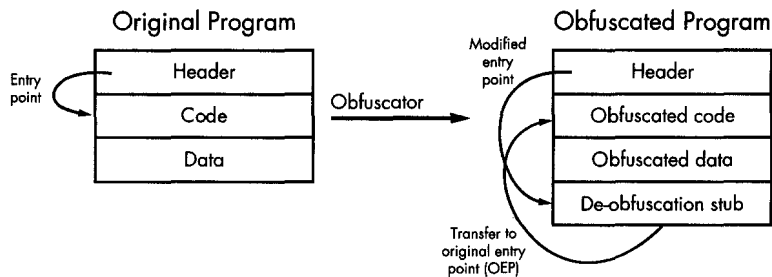 Original Program
Entry
point
Header
Code
Data
Obfuscator
Obfuscated Program
Modified
entry
point
Header
Obfuscated code
Obfuscated data
De-obfuscation stub
Transfer to
original entry
point (OEP)